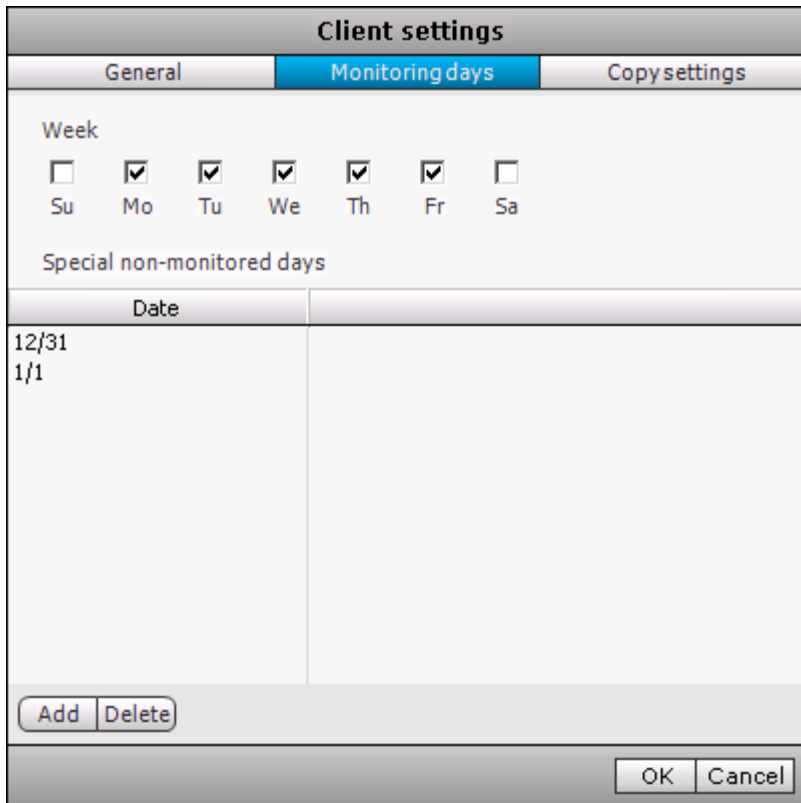 Client settings
General Monitoring days Copy settings
Week
Su Mo Tu We Th Fr Sa
Special non-monitored days
Date
12/31
1/1
Add Delete
OK Cancel